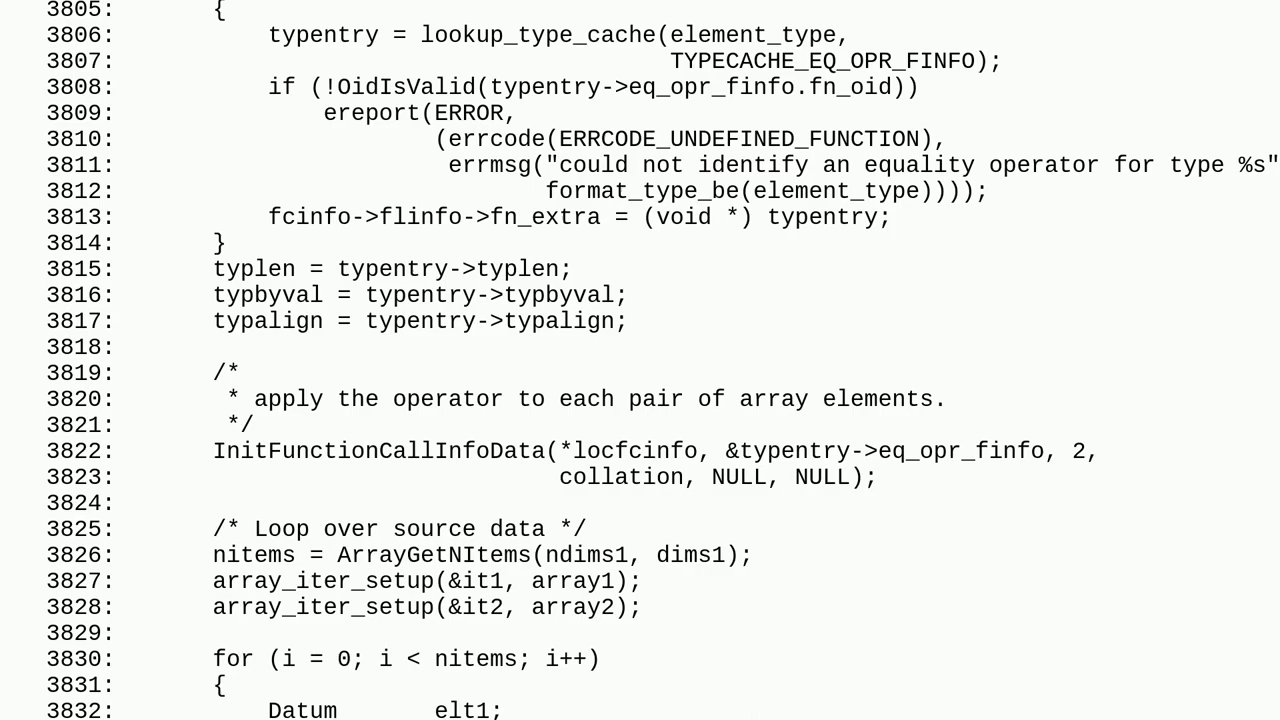 3805:       {
3806:           typentry = lookup_type_cache(element_type,
3807:                                        TYPECACHE_EQ_OPR_FINFO);
3808:           if (!OidIsValid(typentry->eq_opr_finfo.fn_oid))
3809:               ereport(ERROR,
3810:                       (errcode(ERRCODE_UNDEFINED_FUNCTION),
3811:                        errmsg("could not identify an equality operator for type %s"
3812:                               format_type_be(element_type))));
3813:           fcinfo->flinfo->fn_extra = (void *) typentry;
3814:       }
3815:       typlen = typentry->typlen;
3816:       typbyval = typentry->typbyval;
3817:       typalign = typentry->typalign;
3818:
3819:       /*
3820:        * apply the operator to each pair of array elements.
3821:        */
3822:       InitFunctionCallInfoData(*locfcinfo, &typentry->eq_opr_finfo, 2,
3823:                                collation, NULL, NULL);
3824:
3825:       /* Loop over source data */
3826:       nitems = ArrayGetNItems(ndims1, dims1);
3827:       array_iter_setup(&it1, array1);
3828:       array_iter_setup(&it2, array2);
3829:
3830:       for (i = 0; i < nitems; i++)
3831:       {
3832:           Datum       elt1;